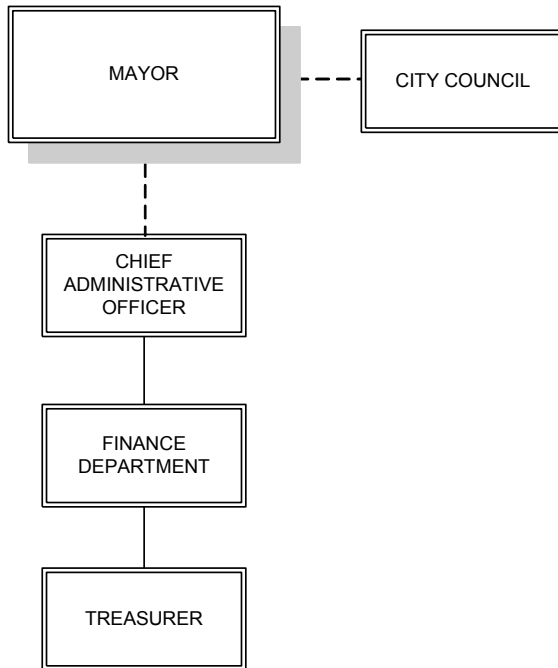 MAYOR
CITY COUNCIL
CHIEF
ADMINISTRATIVE
OFFICER
FINANCE
DEPARTMENT
TREASURER